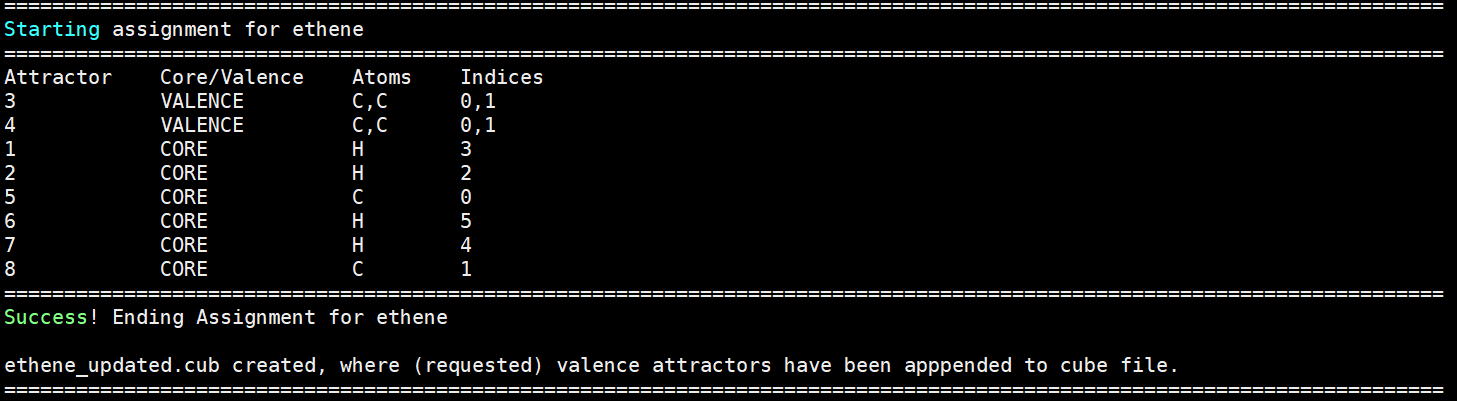 ========================================================================================================================
Starting assignment for ethene
========================================================================================================================
Attractor    Core/Valence    Atoms    Indices
3            VALENCE         C,C      0,1
4            VALENCE         C,C      0,1
1            CORE            H        3
2            CORE            H        2
5            CORE            C        0
6            CORE            H        5
7            CORE            H        4
8            CORE            C        1
========================================================================================================================
Success! Ending Assignment for ethene
ethene_updated.cub created, where (requested) valence attractors have been apppended to cube file.
========================================================================================================================